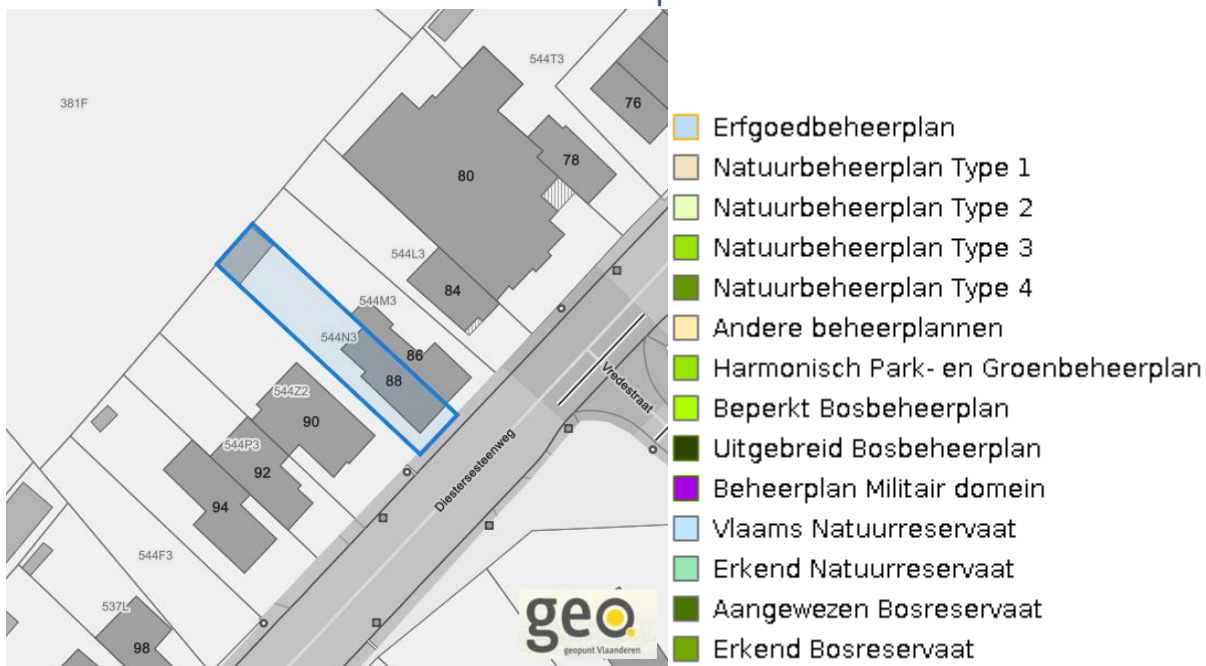 544T3
381F
76
78
80
544L3
84
544M3
544N3
86
88
Vredestraat
544Z2
90
544P3
92
Diestersesteenweg
94
544F3
537L
98
geo.
geopunt Vlaanderen
Erfgoedbeheerplan
Natuurbeheerplan Type 1
Natuurbeheerplan Type 2
Natuurbeheerplan Type 3
Natuurbeheerplan Type 4
Andere beheerplannen
Harmonisch Park- en Groenbeheerplan
Beperkt Bosbeheerplan
Uitgebreid Bosbeheerplan
Beheerplan Militair domein
Vlaams Natuurreservaat
Erkend Natuurreservaat
Aangewezen Bosreservaat
Erkend Bosreservaat